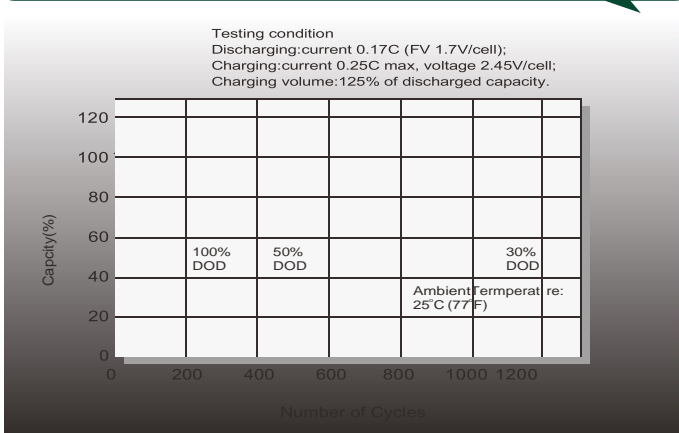 Testing condition
Discharging:current 0.17C (FV 1.7V/cell);
Charging:current 0.25C max, voltage 2.45V/cell;
Charging volume:125% of discharged capacity.
120
100
80
60
40
20
0
Capcity(%)
100%
DOD
50%
DOD
30%
DOD
AmbientTermperat re:
25°C (77°F)
0 200 400 600 800 1000 1200
Number of Cycles